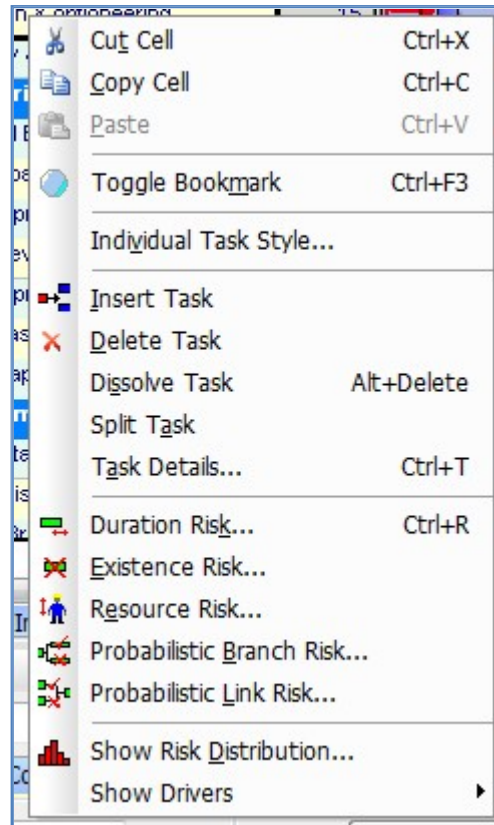 n x optioneering 15
Cut Cell Ctrl+X
Copy Cell Ctrl+C
Paste Ctrl+V
Toggle Bookmark Ctrl+F3
Individual Task Style...
Insert Task
Delete Task
Dissolve Task Alt+Delete
Split Task
Task Details... Ctrl+T
Duration Risk... Ctrl+R
Existence Risk...
Resource Risk...
Probabilistic Branch Risk...
Probabilistic Link Risk...
Show Risk Distribution...
Show Drivers